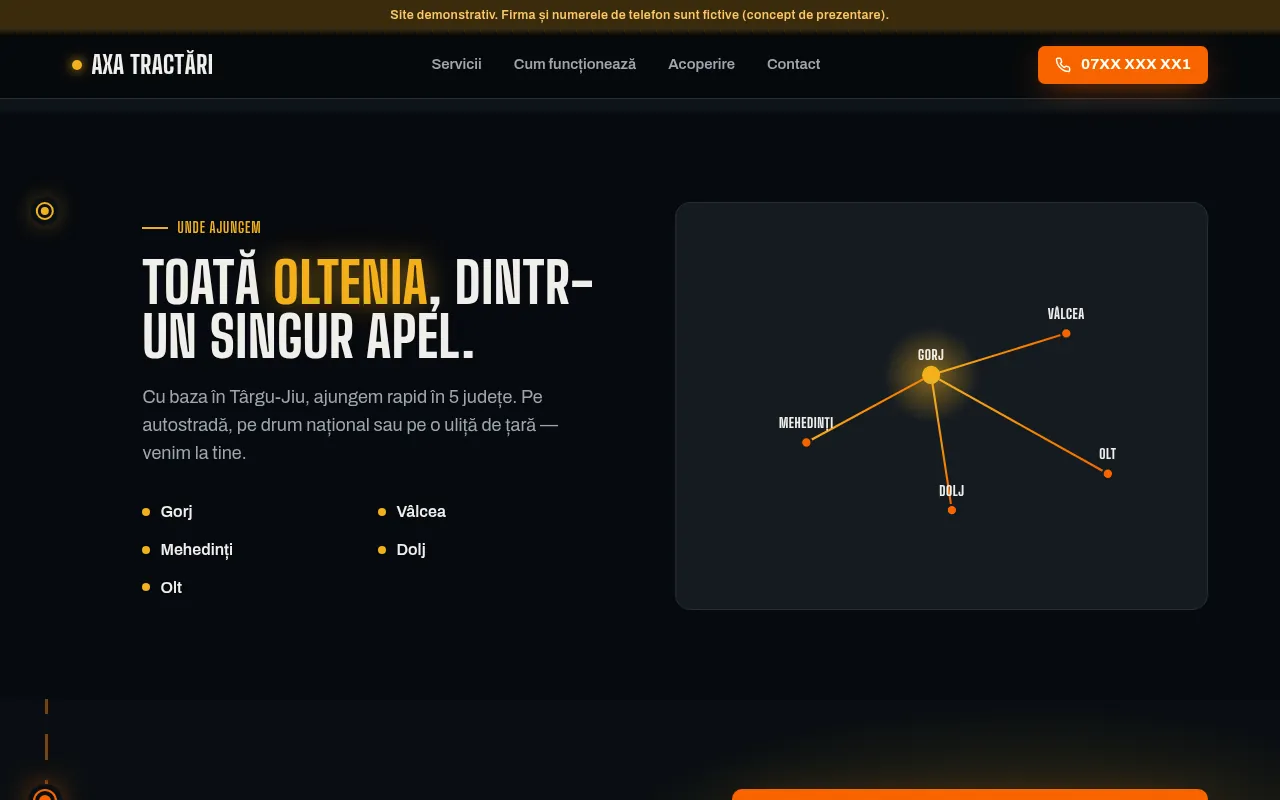 Site demonstrativ. Firma și numerele de telefon sunt fictive (concept de prezentare).
AXA TRACTĂRI
Servicii
Cum funcționează
Acoperire
Contact
07XX XXX XX1
UNDE AJUNGEM
TOATĂ OLTENIA, DINTR-
UN SINGUR APEL.
Cu baza în Târgu-Jiu, ajungem rapid în 5 județe. Pe
autostradă, pe drum național sau pe o uliță de țară —
venim la tine.
Gorj
Vâlcea
Mehedinți
Dolj
Olt
VÂLCEA
GORJ
MEHEDINȚI
OLT
DOLJ